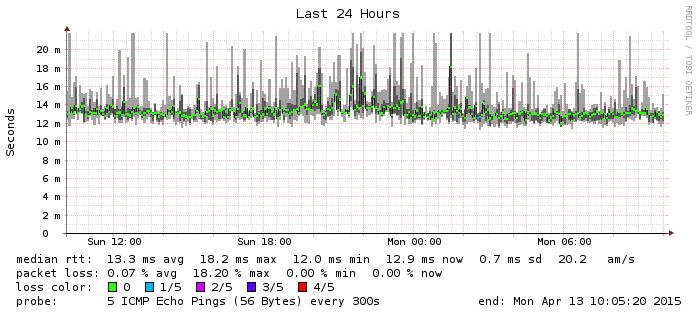 Last 24 Hours
RRDTOOL / TOBI OETIKER
Seconds
20 m
18 m
16 m
14 m
12 m
10 m
8 m
6 m
4 m
2 m
0
Sun 12:00 Sun 18:00 Mon 00:00 Mon 06:00
median rtt: 13.3 ms avg 18.2 ms max 12.0 ms min 12.9 ms now 0.7 ms sd 20.2 am/s
packet loss: 0.07 % avg 18.20 % max 0.00 % min 0.00 % now
loss color: 0 1/5 2/5 3/5 4/5
probe: 5 ICMP Echo Pings (56 Bytes) every 300s end: Mon Apr 13 10:05:20 2015